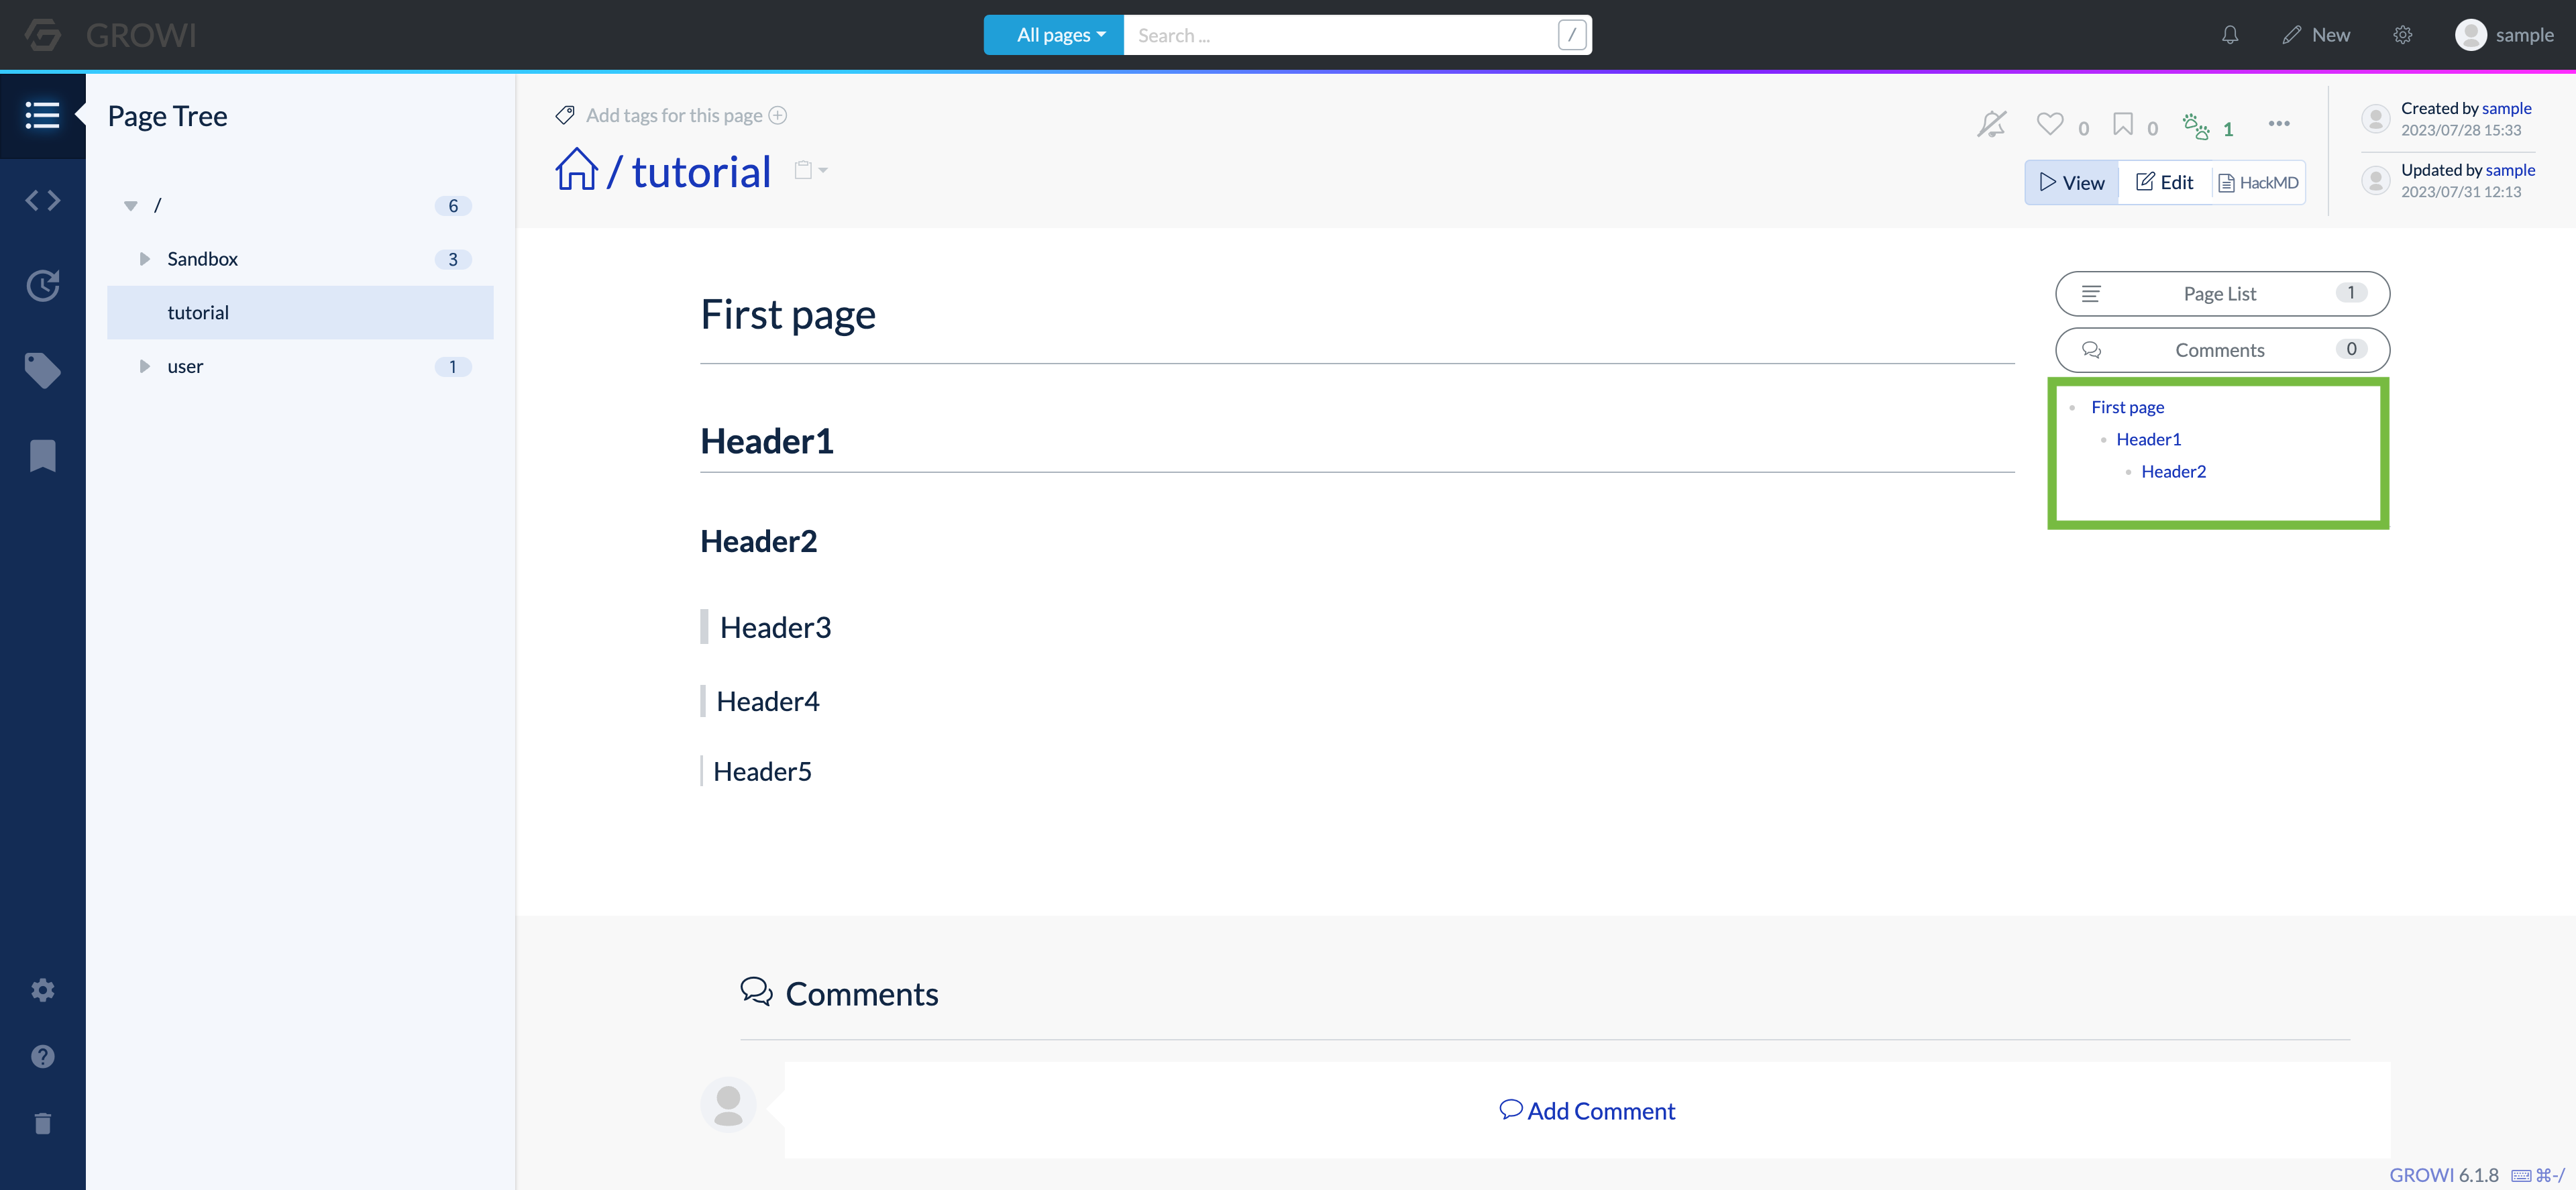 GROWI
All pages
Search ...
/
New
sample
Page Tree
/ 6
Sandbox 3
tutorial
user 1
Add tags for this page
/ tutorial
0
0
1
View
Edit
HackMD
Created by sample
2023/07/28 15:33
Updated by sample
2023/07/31 12:13
First page
Header1
Header2
Header3
Header4
Header5
Page List 1
Comments 0
First page
Header1
Header2
Comments
Add Comment
GROWI 6.1.8 ⌘-/